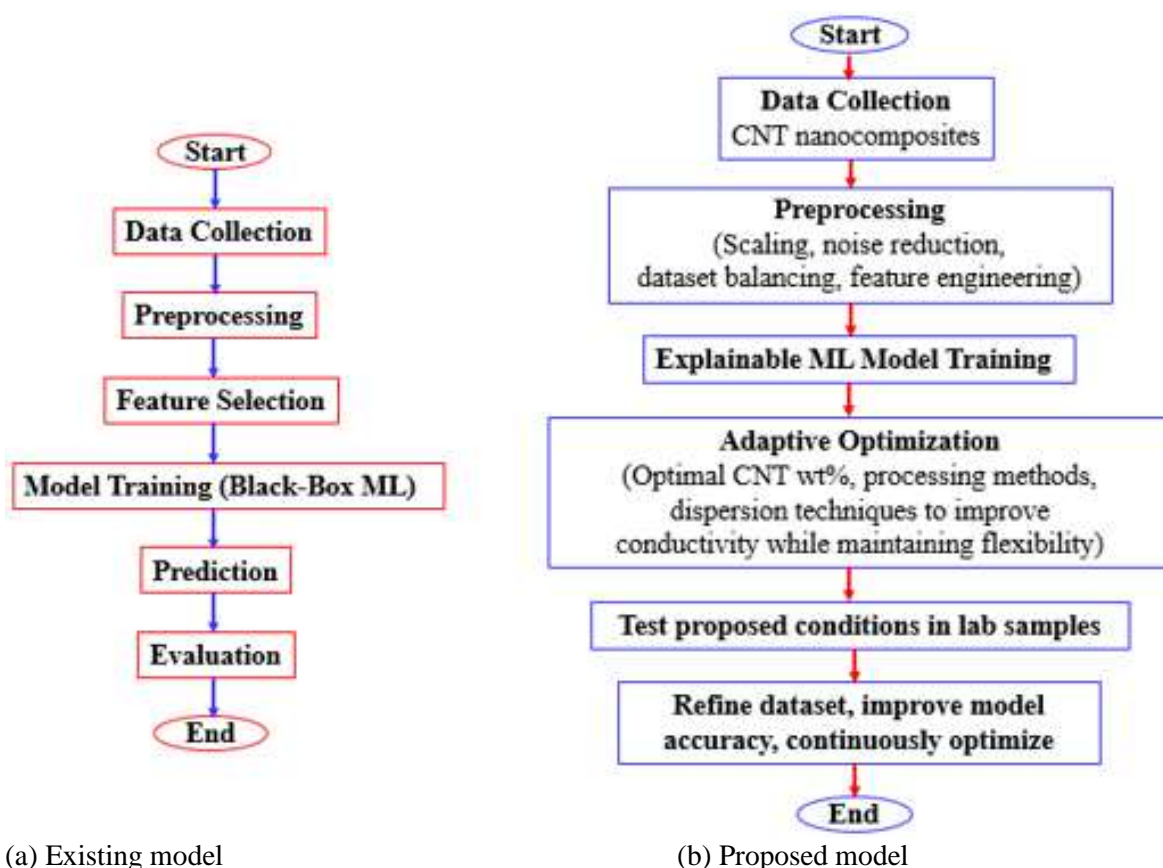 Start
Data Collection
Preprocessing
Feature Selection
Model Training (Black-Box ML)
Prediction
Evaluation
End
(a) Existing model
Start
Data Collection
CNT nanocomposites
Preprocessing
(Scaling, noise reduction,
dataset balancing, feature engineering)
Explainable ML Model Training
Adaptive Optimization
(Optimal CNT wt%, processing methods,
dispersion techniques to improve
conductivity while maintaining flexibility)
Test proposed conditions in lab samples
Refine dataset, improve model
accuracy, continuously optimize
End
(b) Proposed model